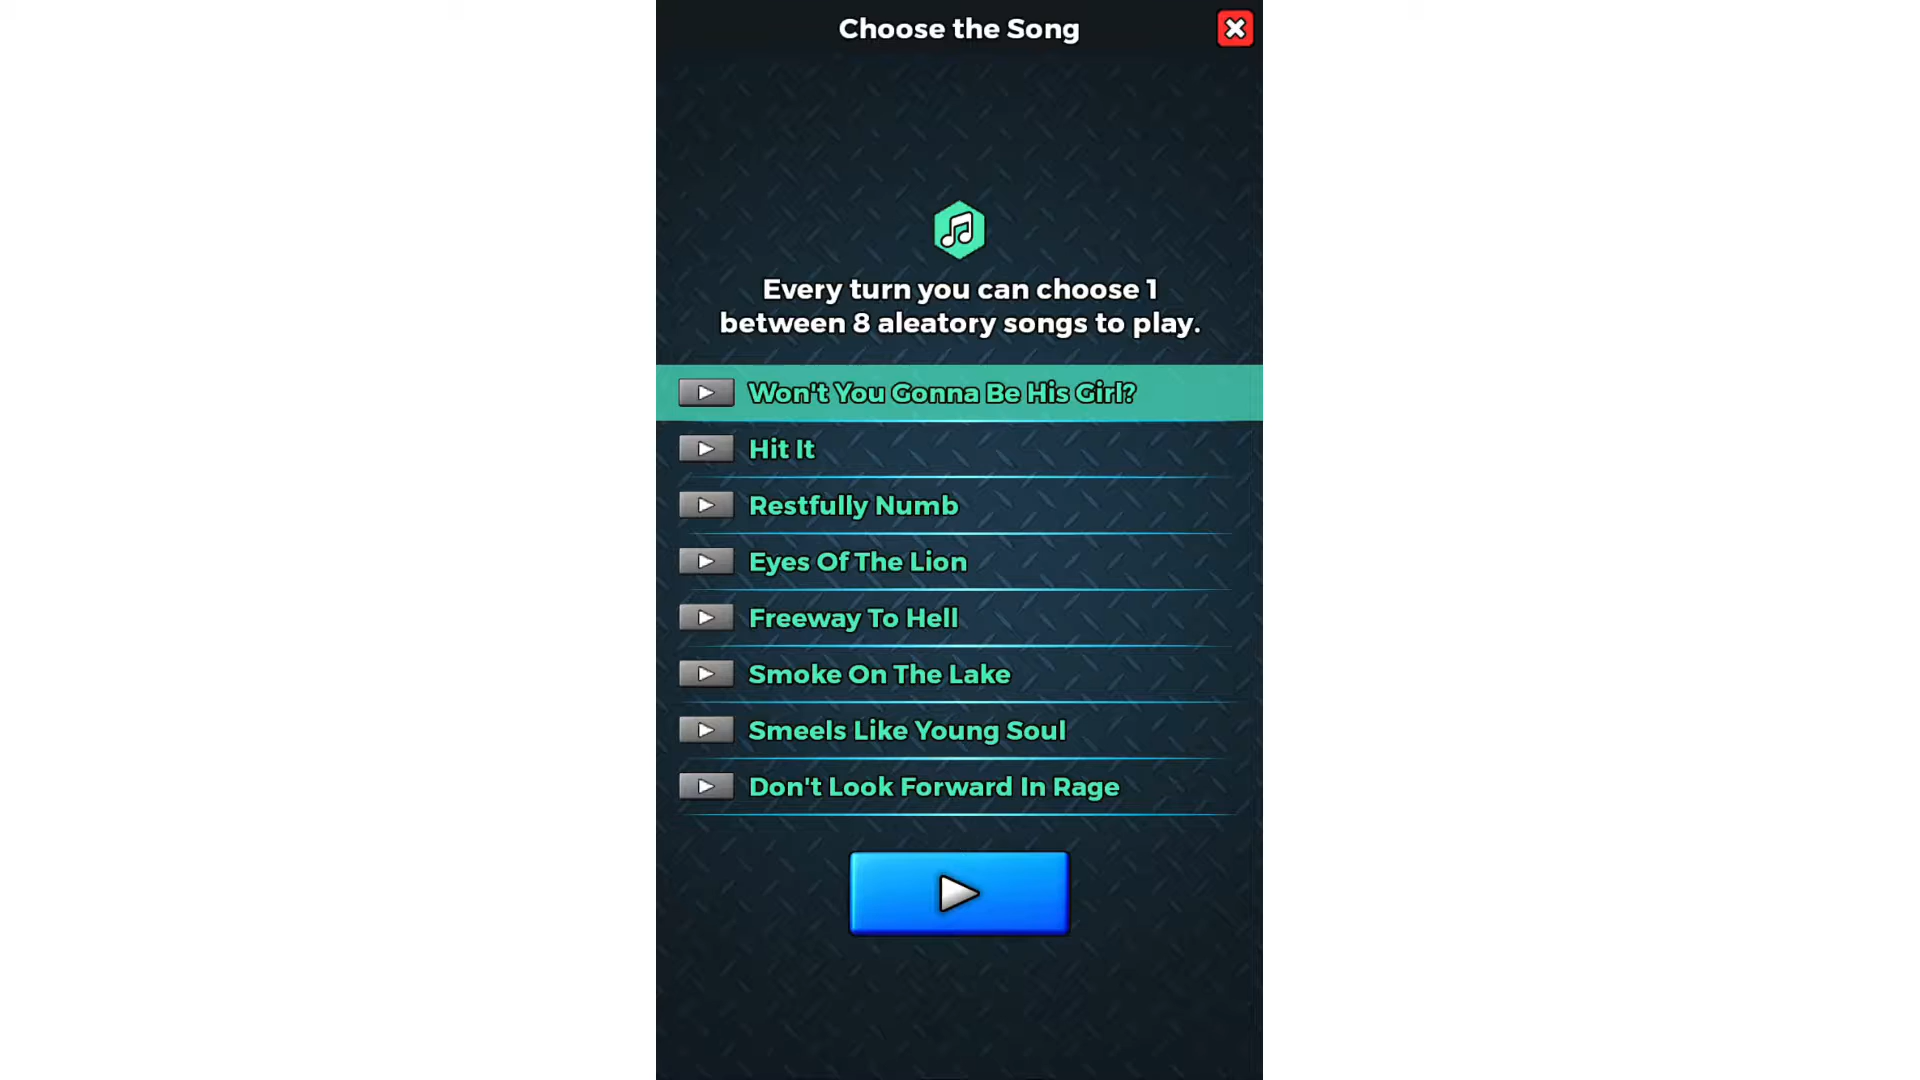 Choose the Song
Every turn you can choose 1
between 8 aleatory songs to play.
Won't You Gonna Be His Girl?
Hit It
Restfully Numb
Eyes Of The Lion
Freeway To Hell
Smoke On The Lake
Smeels Like Young Soul
Don't Look Forward In Rage